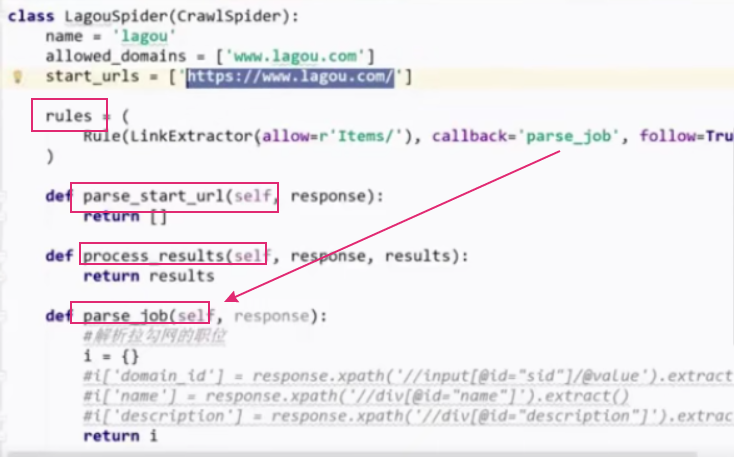 class LagouSpider(CrawlSpider):
name = 'lagou'
allowed_domains = ['www.lagou.com']
start_urls = ['https://www.lagou.com/']
rules = (
Rule(LinkExtractor(allow=r'Items/'), callback='parse_job', follow=Tru
)
def parse_start_url(self, response):
return []
def process_results(self, response, results):
return results
def parse_job(self, response):
#解析拉勾网的职位
i = {}
#i['domain_id'] = response.xpath('//input[@id="sid"]/@value').extract
#i['name'] = response.xpath('//div[@id="name"]').extract()
#i['description'] = response.xpath('//div[@id="description"]').extrac
return i